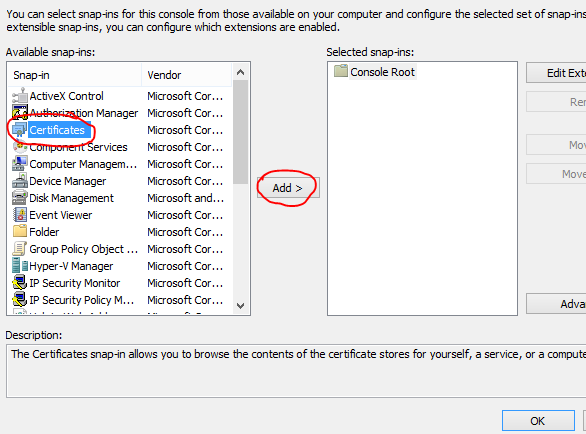 You can select snap-ins for this console from those available on your computer and configure the selected set of snap-ins
extensible snap-ins, you can configure which extensions are enabled.
Available snap-ins:
Selected snap-ins:
Snap-in Vendor
ActiveX Control Microsoft Cor...
Authorization Manager Microsoft Cor...
Certificates Microsoft Cor...
Component Services Microsoft Cor...
Computer Managem... Microsoft Cor...
Device Manager Microsoft Cor...
Disk Management Microsoft and...
Event Viewer Microsoft Cor...
Folder Microsoft Cor...
Group Policy Object ... Microsoft Cor...
Hyper-V Manager Microsoft Cor...
IP Security Monitor Microsoft Cor...
IP Security Policy M... Microsoft Cor...
Add >
Console Root
Edit Exte
Rem
Mov
Move
Advan
Description:
The Certificates snap-in allows you to browse the contents of the certificate stores for yourself, a service, or a compute
OK